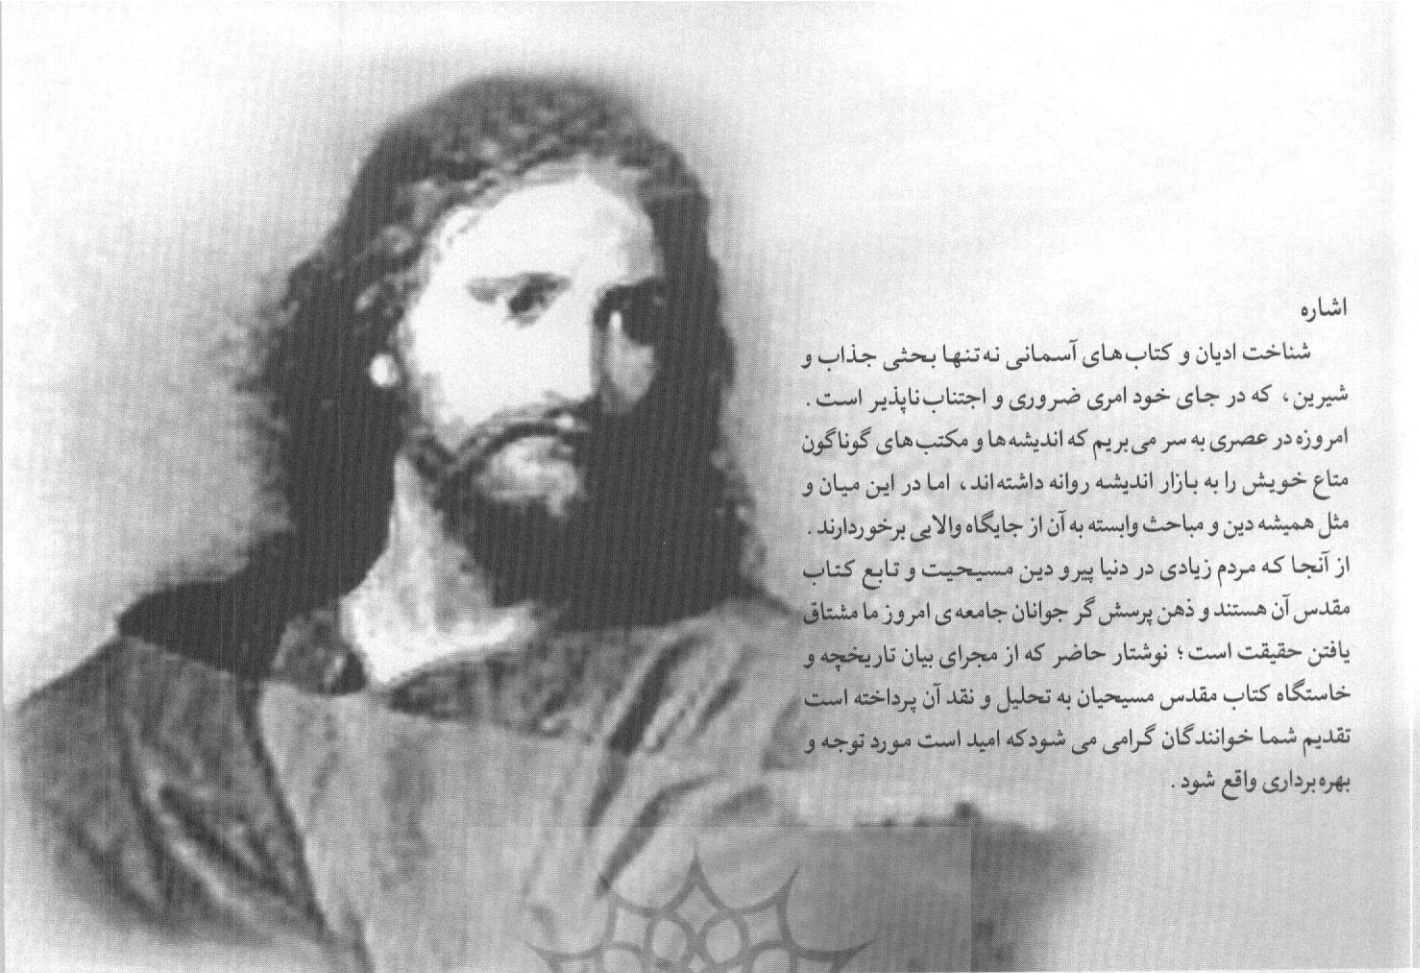 اشاره
شناخت ادیان و کتاب‌های آسمانی نه‌تنها بحثی جذاب و
شیرین، که در جای خود امری ضروری و اجتناب‌ناپذیر است.
امروزه در عصری به سر می‌بریم که اندیشه‌ها و مکتب‌های گوناگون
متاع خویش را به بازار اندیشه روانه داشته‌اند، اما در این میان و
مثل همیشه دین و مباحث وابسته به آن از جایگاه والایی برخوردارند.
از آنجا که مردم زیادی در دنیا پیرو دین مسیحیت و تابع کتاب
مقدس آن هستند و ذهن پرسش‌گر جوانان جامعه‌ی امروز ما مشتاق
یافتن حقیقت است؛ نوشتار حاضر که از مجرای بیان تاریخچه و
خاستگاه کتاب مقدس مسیحیان به تحلیل و نقد آن پرداخته است
تقدیم شما خوانندگان گرامی می شودکه امید است مورد توجه و
بهره‌برداری واقع شود.